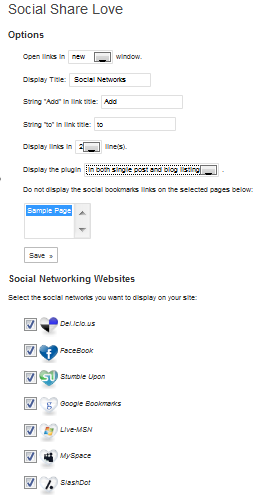 Social Share Love
Options
Open links in new window.
Display Title: Social Networks
String "Add" in link title: Add
String "to" in link title: to
Display links in 2 line(s).
Display the plugin in both single post and blog listing .
Do not display the social bookmarks links on the selected pages below:
Sample Page
Save »
Social Networking Websites
Select the social networks you want to display on your site:
Del.icio.us
FaceBook
Stumble Upon
Google Bookmarks
Live-MSN
MySpace
SlashDot